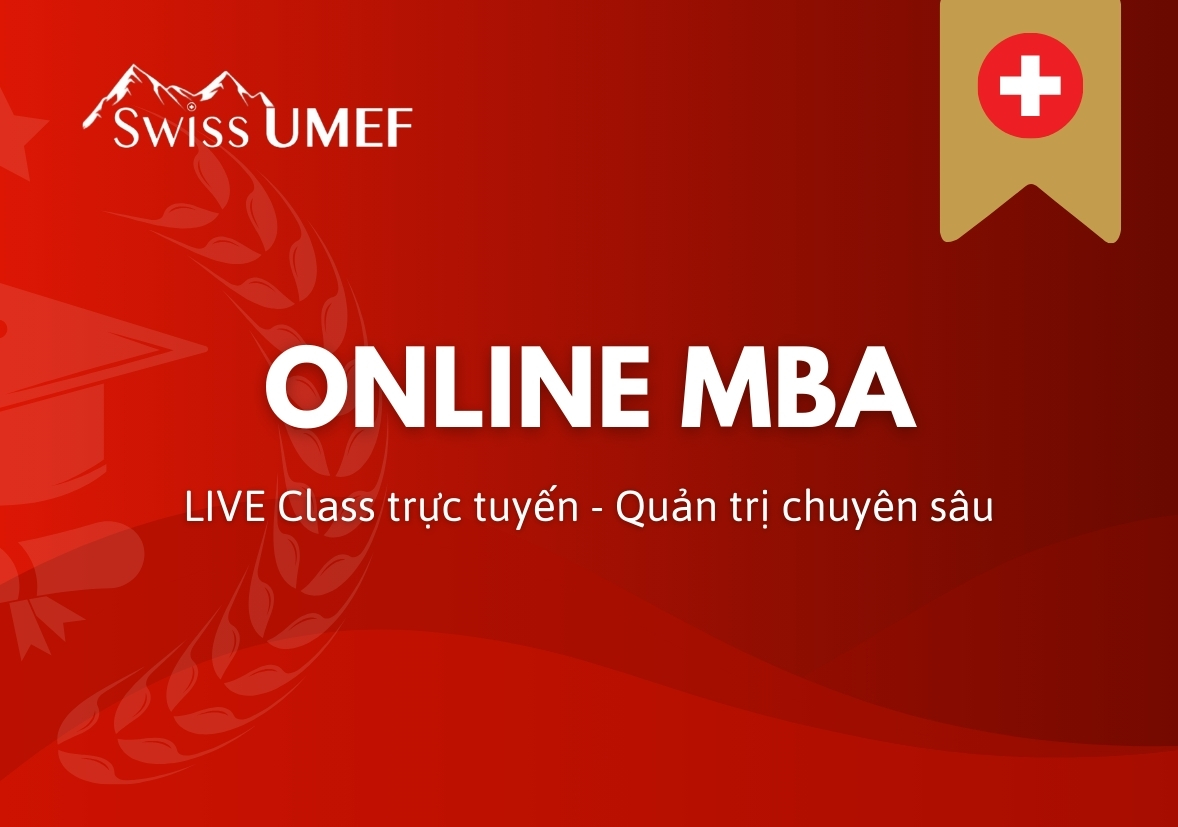 Swiss UMEF
ONLINE MBA
LIVE Class trực tuyến - Quản trị chuyên sâu